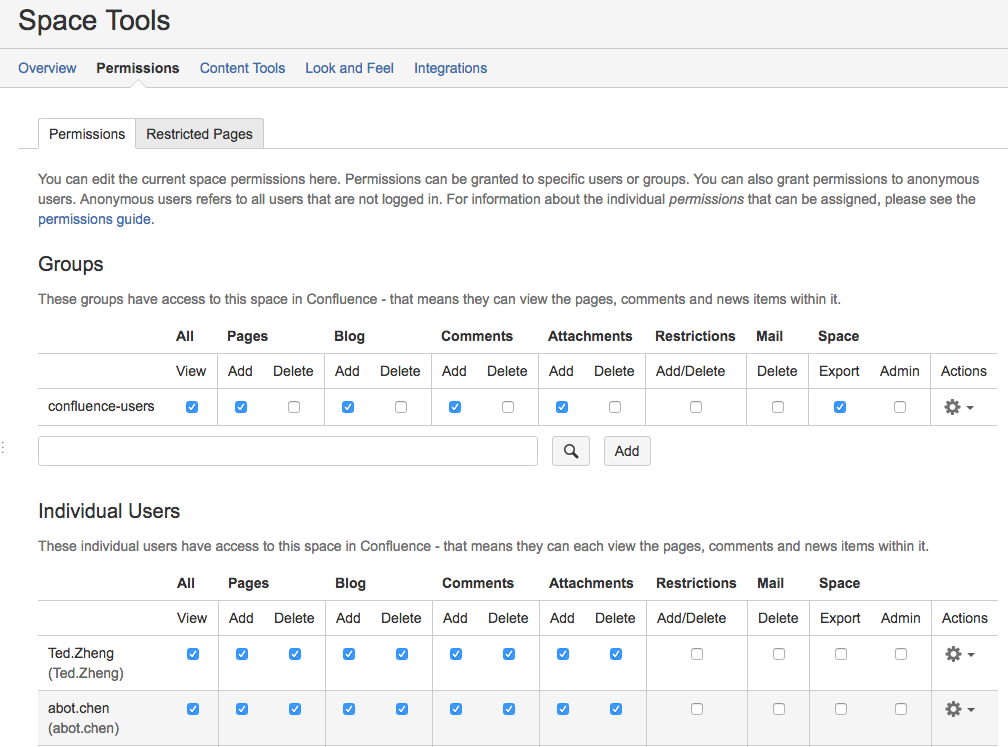 Space Tools
Overview Permissions Content Tools Look and Feel Integrations
Permissions Restricted Pages
You can edit the current space permissions here. Permissions can be granted to specific users or groups. You can also grant permissions to anonymous
users. Anonymous users refers to all users that are not logged in. For information about the individual permissions that can be assigned, please see the
permissions guide.
Groups
These groups have access to this space in Confluence - that means they can view the pages, comments and news items within it.
All Pages Blog Comments Attachments Restrictions Mail Space
View Add Delete Add Delete Add Delete Add Delete Add/Delete Delete Export Admin Actions
confluence-users
Add
Individual Users
These individual users have access to this space in Confluence - that means they can each view the pages, comments and news items within it.
All Pages Blog Comments Attachments Restrictions Mail Space
View Add Delete Add Delete Add Delete Add Delete Add/Delete Delete Export Admin Actions
Ted.Zheng
(Ted.Zheng)
abot.chen
(abot.chen)